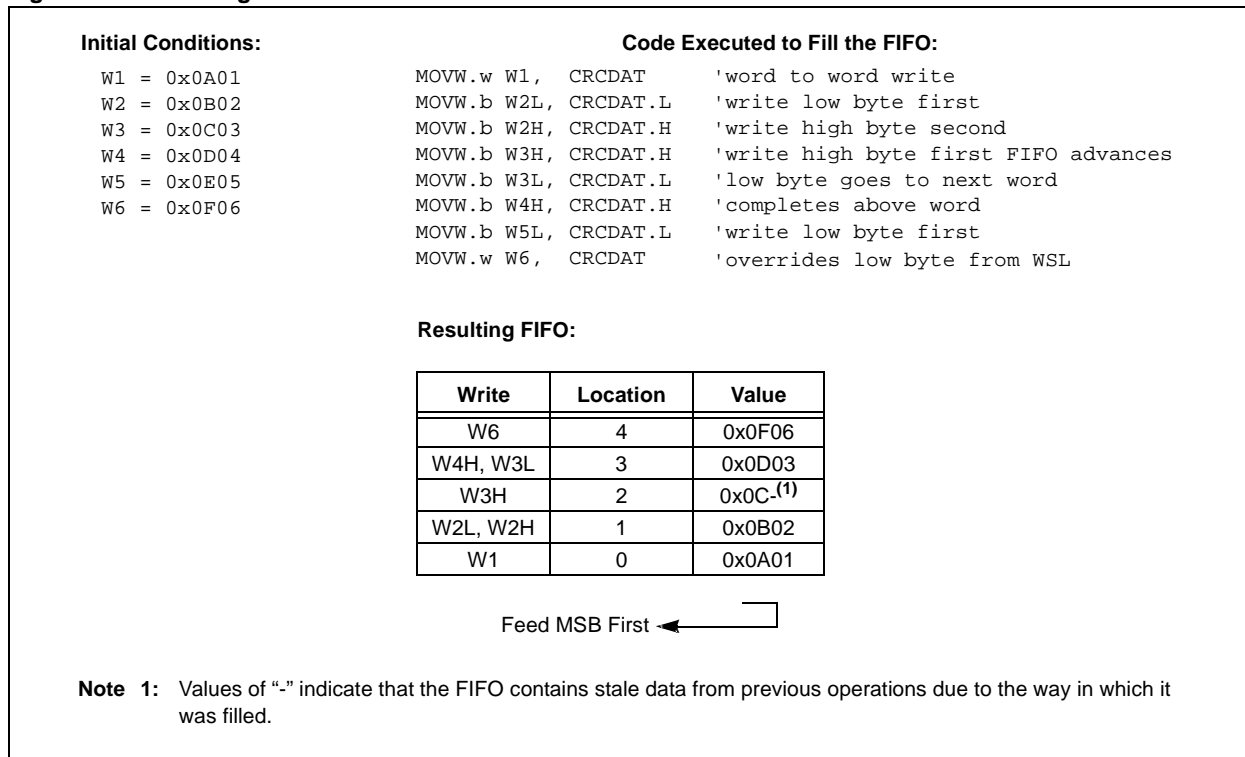 Initial Conditions:
W1 = 0x0A01
W2 = 0x0B02
W3 = 0x0C03
W4 = 0x0D04
W5 = 0x0E05
W6 = 0x0F06
Code Executed to Fill the FIFO:
MOVW.w W1, CRCDAT 'word to word write
MOVW.b W2L, CRCDAT.L 'write low byte first
MOVW.b W2H, CRCDAT.H 'write high byte second
MOVW.b W3H, CRCDAT.H 'write high byte first FIFO advances
MOVW.b W3L, CRCDAT.L 'low byte goes to next word
MOVW.b W4H, CRCDAT.H 'completes above word
MOVW.b W5L, CRCDAT.L 'write low byte first
MOVW.w W6, CRCDAT 'overrides low byte from WSL
Resulting FIFO:
Write Location Value
W6 4 0x0F06
W4H, W3L 3 0x0D03
W3H 2 0x0C-(1)
W2L, W2H 1 0x0B02
W1 0 0x0A01
Feed MSB First
Note 1: Values of “-” indicate that the FIFO contains stale data from previous operations due to the way in which it
was filled.